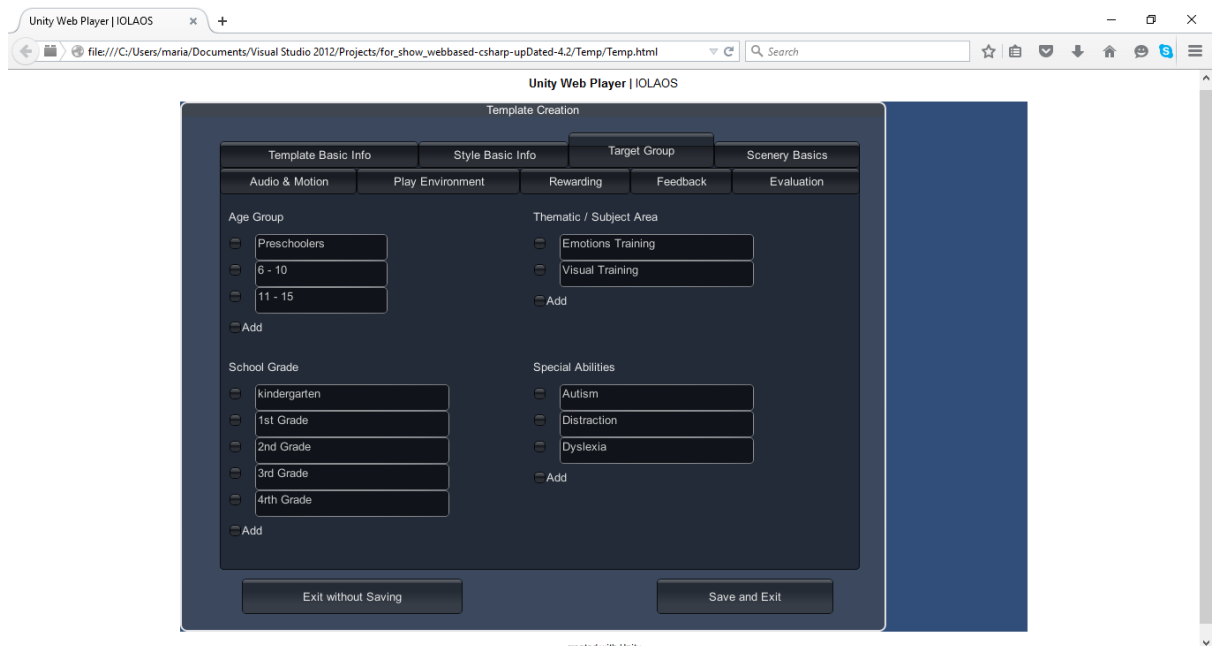 Unity Web Player | IOLAOS
file:///C:/Users/maria/Documents/Visual Studio 2012/Projects/for_show_webbased-csharp-upDated-4.2/Temp/Temp.html
Search
Unity Web Player | IOLAOS
Template Creation
Template Basic Info
Style Basic Info
Target Group
Scenery Basics
Audio & Motion
Play Environment
Rewarding
Feedback
Evaluation
Age Group
Preschoolers
6 - 10
11 - 15
Add
Thematic / Subject Area
Emotions Training
Visual Training
Add
School Grade
kindergarten
1st Grade
2nd Grade
3rd Grade
4rth Grade
Add
Special Abilities
Autism
Distraction
Dyslexia
Add
Exit without Saving
Save and Exit